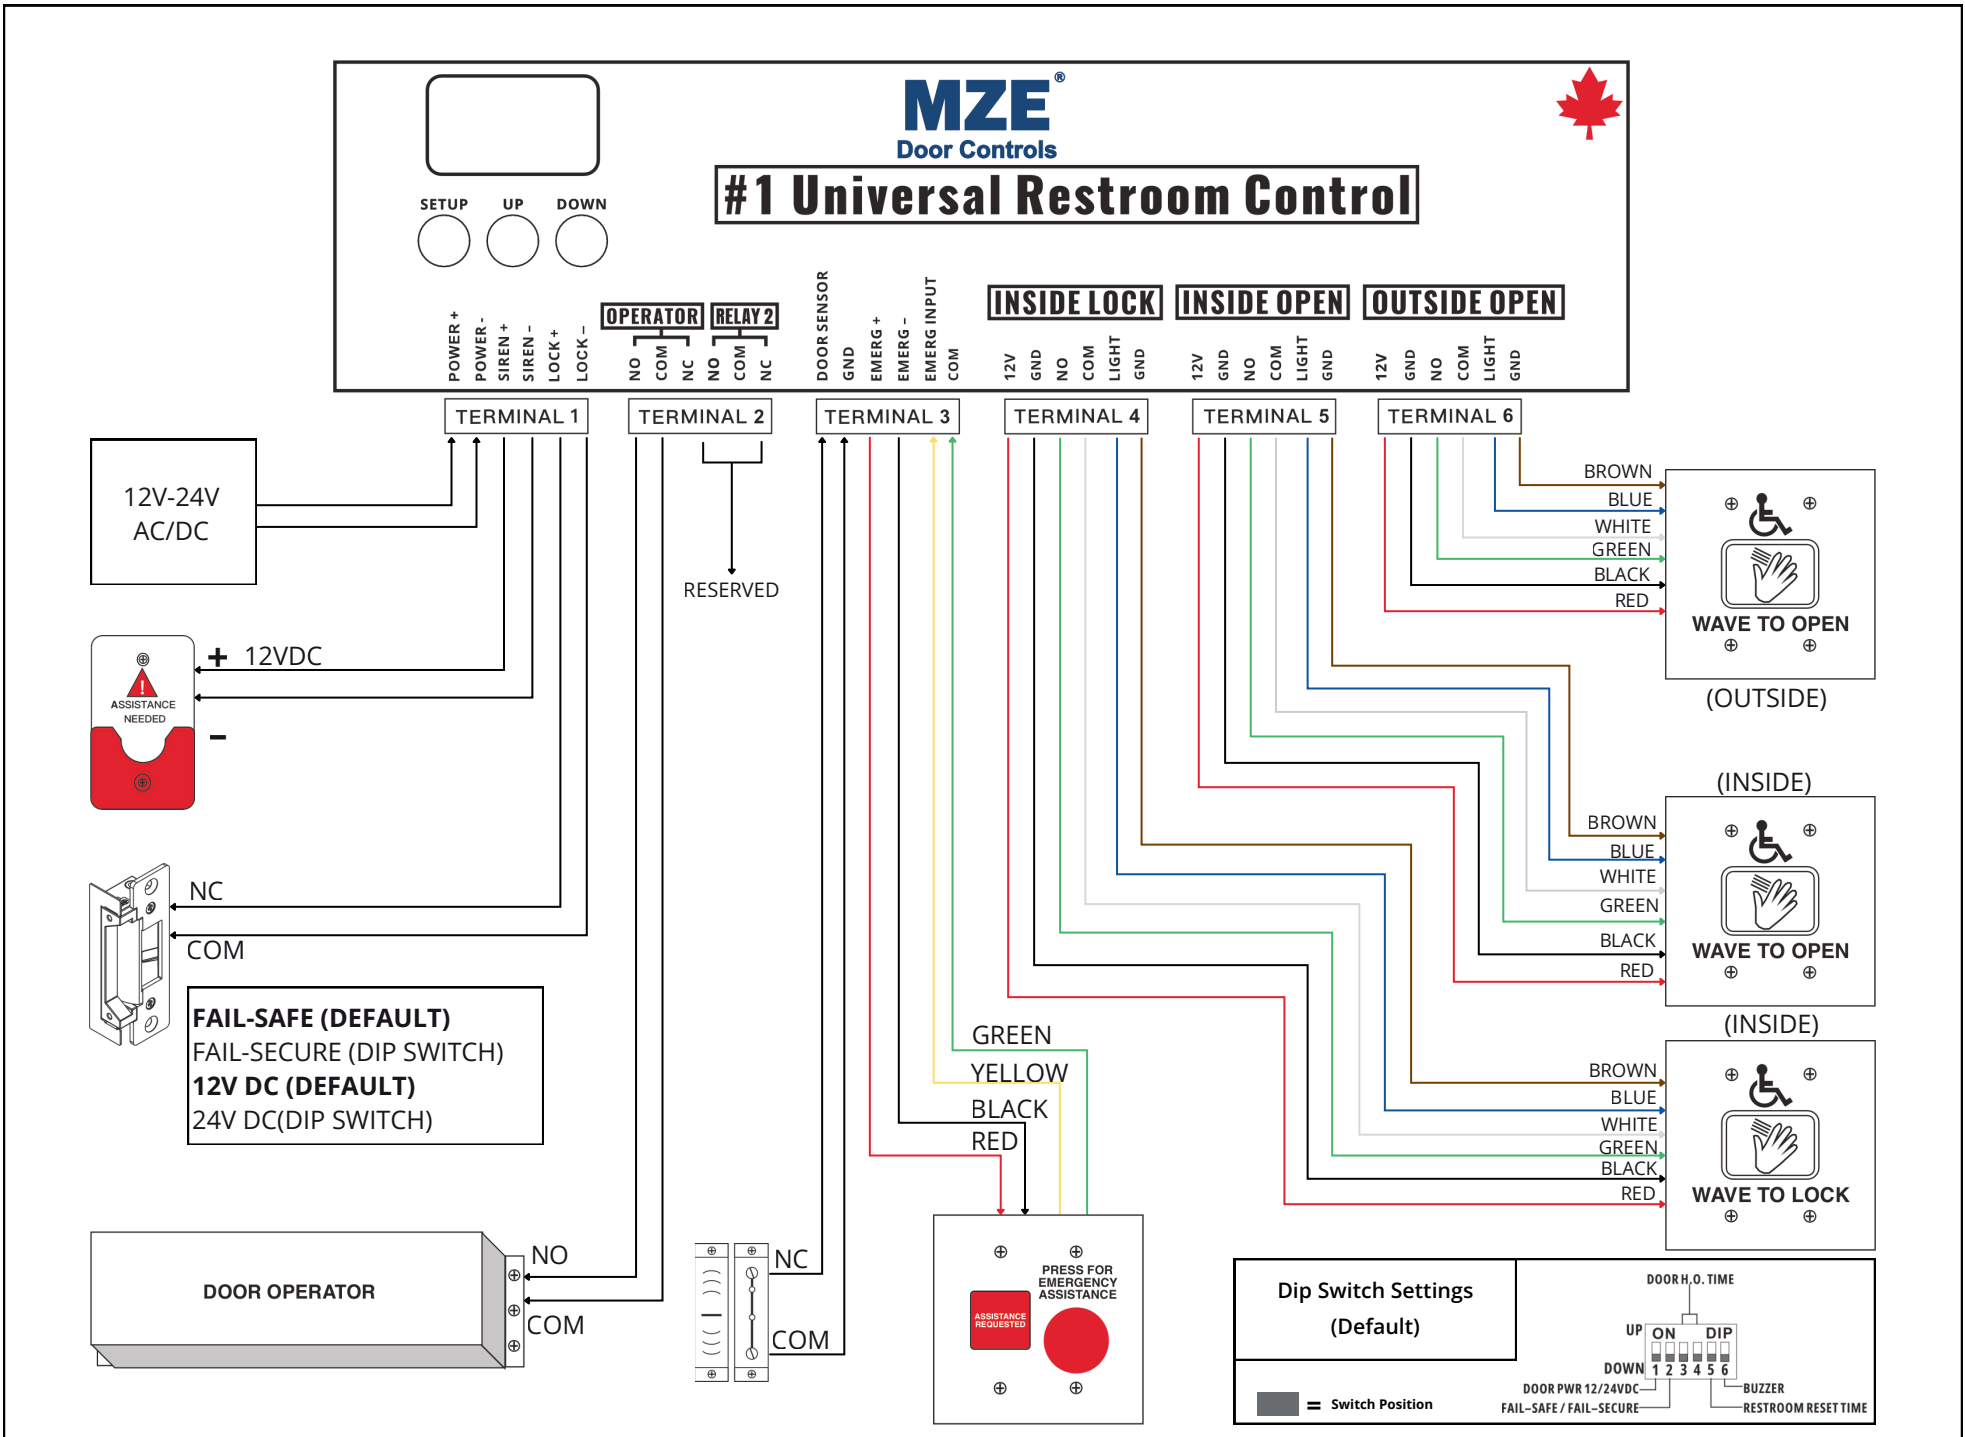 MZE®
Door Controls
#1 Universal Restroom Control
SETUP UP DOWN
POWER +
POWER -
SIREN +
SIREN –
LOCK +
LOCK –
OPERATOR
NO
COM
NC
RELAY 2
NO
COM
NC
DOOR SENSOR
GND
EMERG +
EMERG –
EMERG INPUT
COM
INSIDE LOCK
12V
GND
NO
COM
LIGHT
GND
INSIDE OPEN
12V
GND
NO
COM
LIGHT
GND
OUTSIDE OPEN
12V
GND
NO
COM
LIGHT
GND
TERMINAL 1
TERMINAL 2
TERMINAL 3
TERMINAL 4
TERMINAL 5
TERMINAL 6
12V-24V
AC/DC
RESERVED
+ 12VDC
–
!
ASSISTANCE
NEEDED
NC
COM
FAIL-SAFE (DEFAULT)
FAIL-SECURE (DIP SWITCH)
12V DC (DEFAULT)
24V DC(DIP SWITCH)
DOOR OPERATOR
NO
COM
NC
COM
GREEN
YELLOW
BLACK
RED
PRESS FOR
EMERGENCY
ASSISTANCE
ASSISTANCE
REQUESTED
BROWN
BLUE
WHITE
GREEN
BLACK
RED
WAVE TO OPEN
(OUTSIDE)
(INSIDE)
BROWN
BLUE
WHITE
GREEN
BLACK
RED
WAVE TO OPEN
(INSIDE)
BROWN
BLUE
WHITE
GREEN
BLACK
RED
WAVE TO LOCK
Dip Switch Settings
(Default)
= Switch Position
DOOR H.O. TIME
UP
ON DIP
DOWN
1 2 3 4 5 6
DOOR PWR 12/24VDC
BUZZER
FAIL–SAFE / FAIL–SECURE
RESTROOM RESET TIME